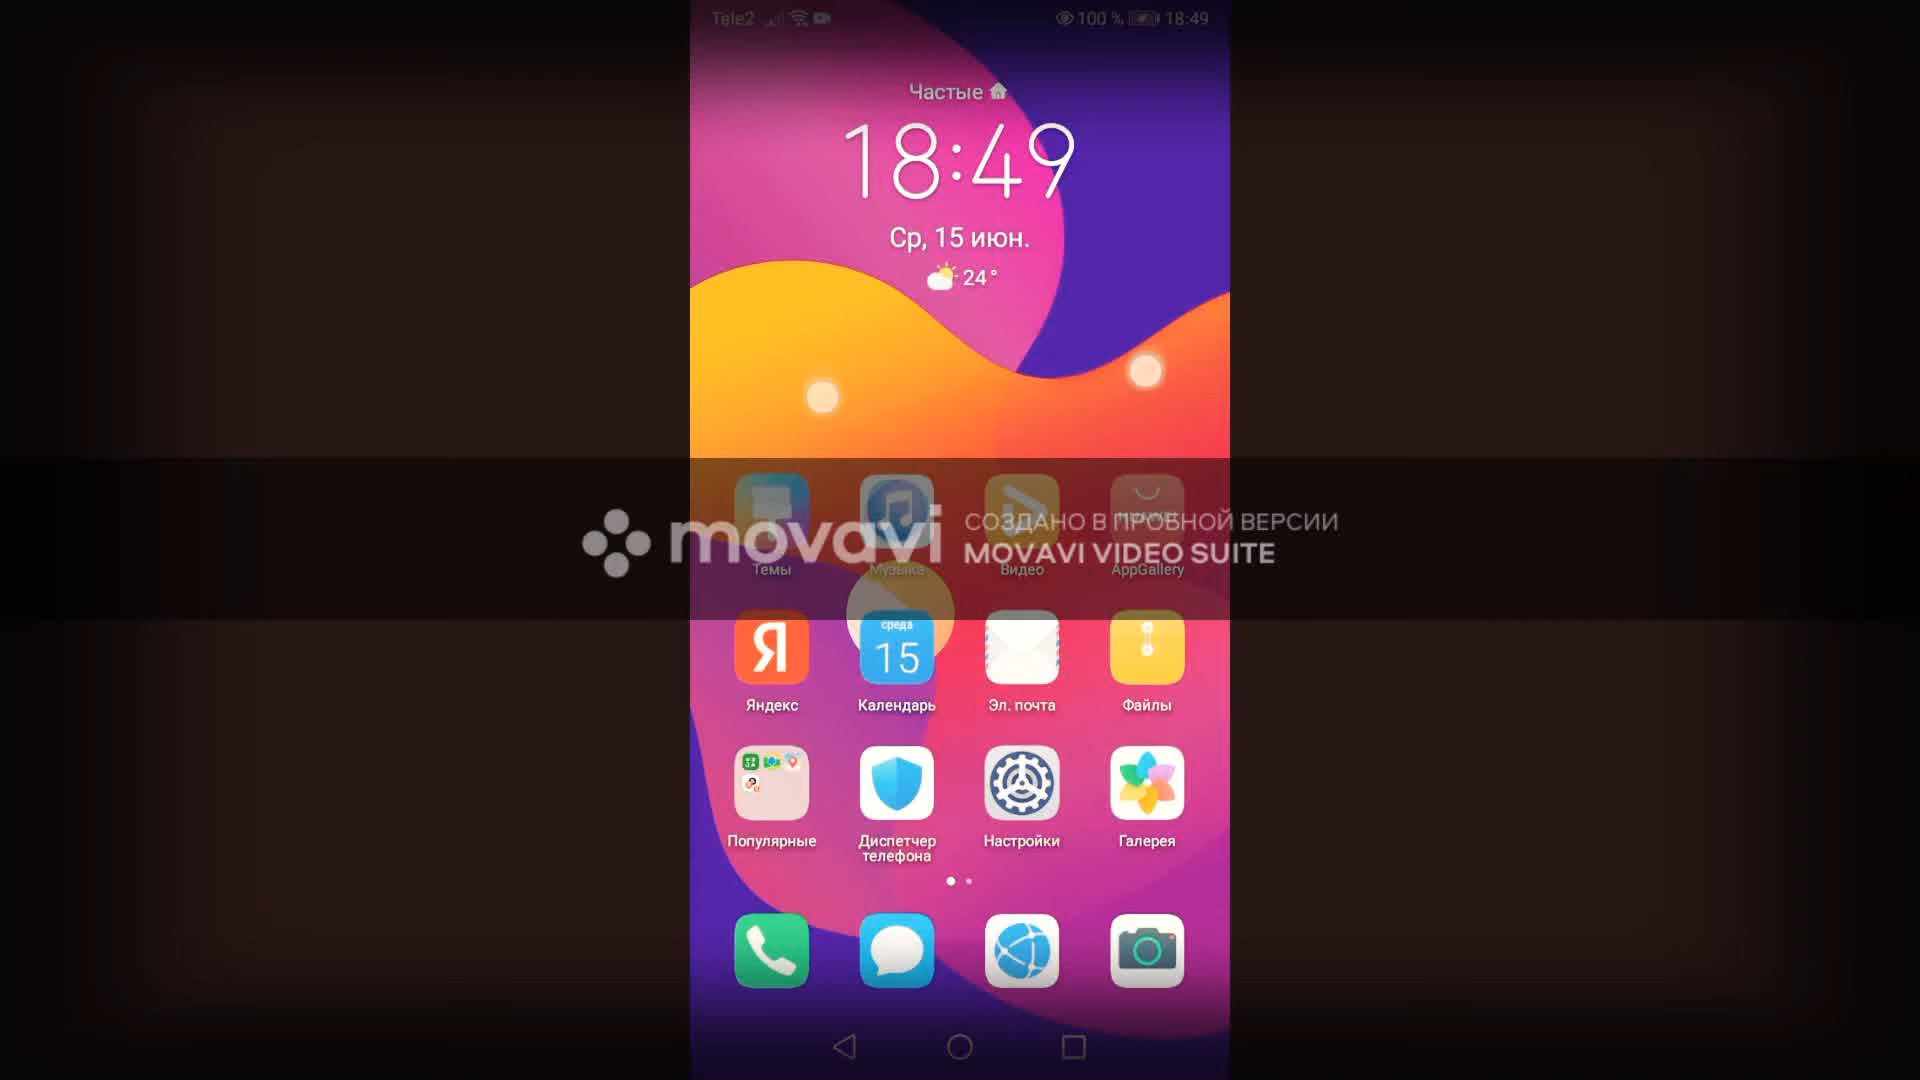 Tele2 100 % 18:49
Частые
18:49
Ср, 15 июн.
24°
movavi
СОЗДАНО В ПРОБНОЙ ВЕРСИИ
MOVAVI VIDEO SUITE
Темы Музыка Видео AppGallery
среда
15
Я
Яндекс Календарь Эл. почта Файлы
Популярные Диспетчер телефона Настройки Галерея